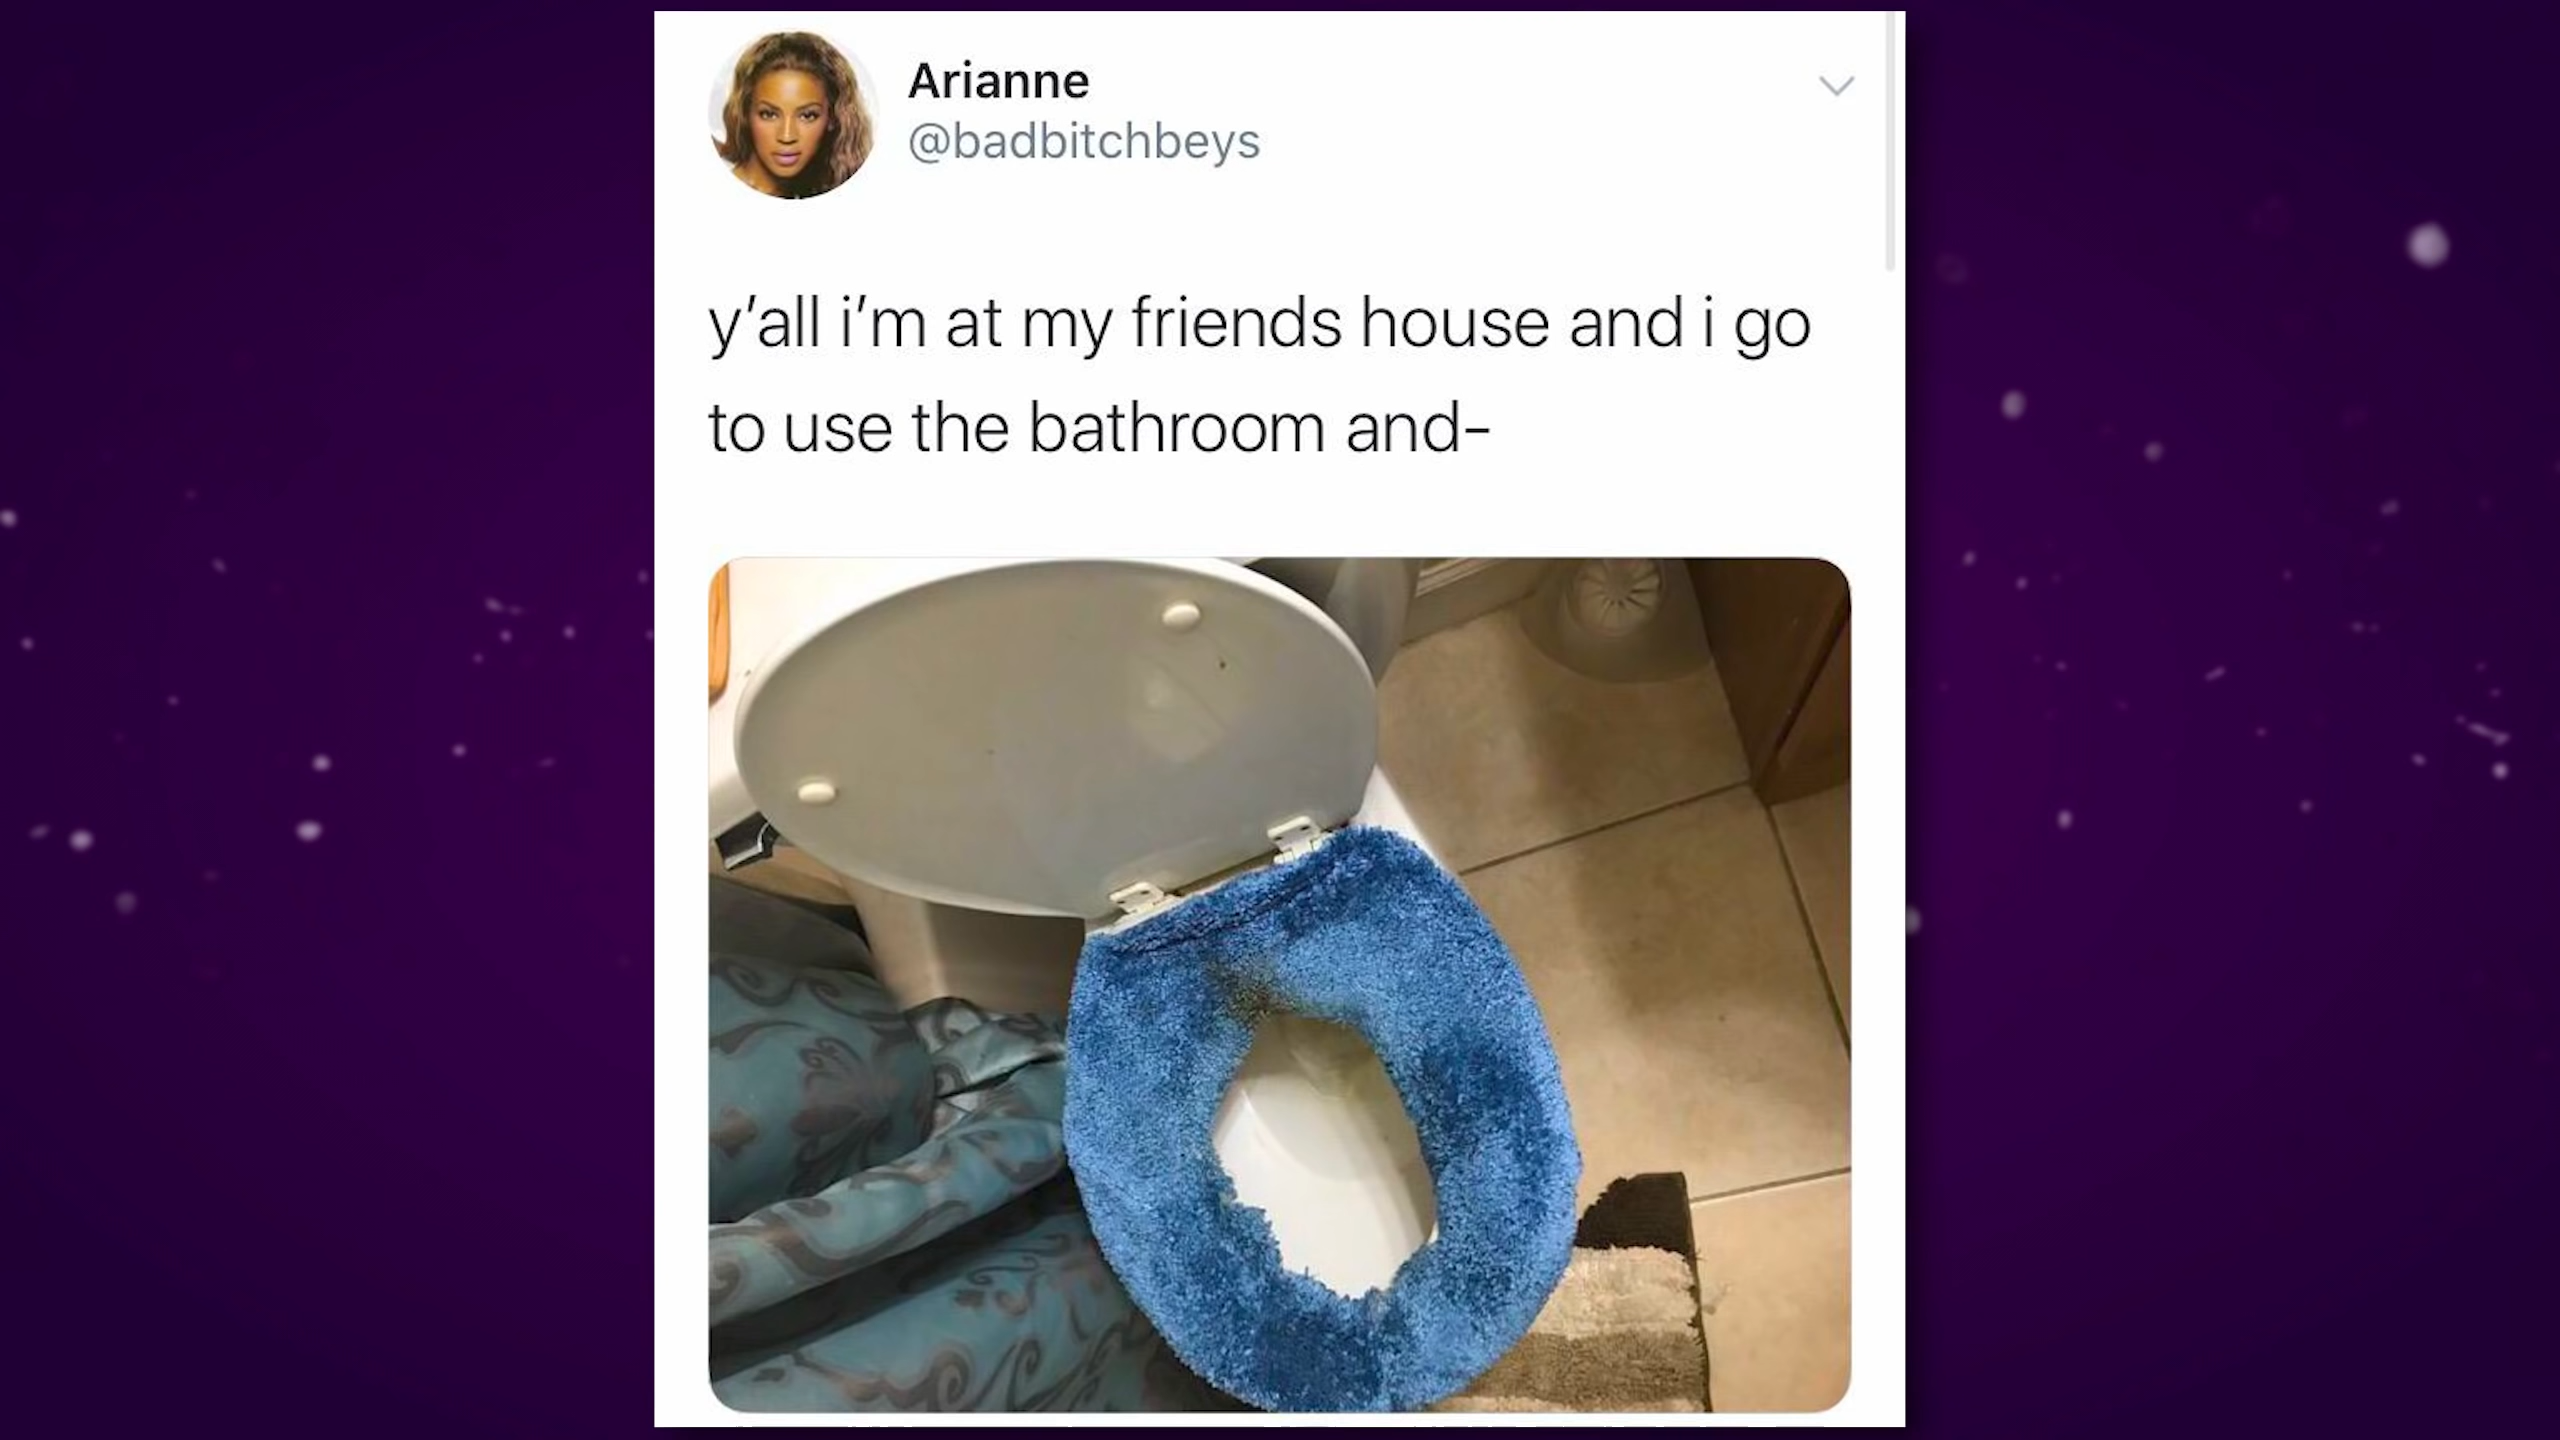 Arianne
@badbitchbeys
y’all i’m at my friends house and i go
to use the bathroom and-